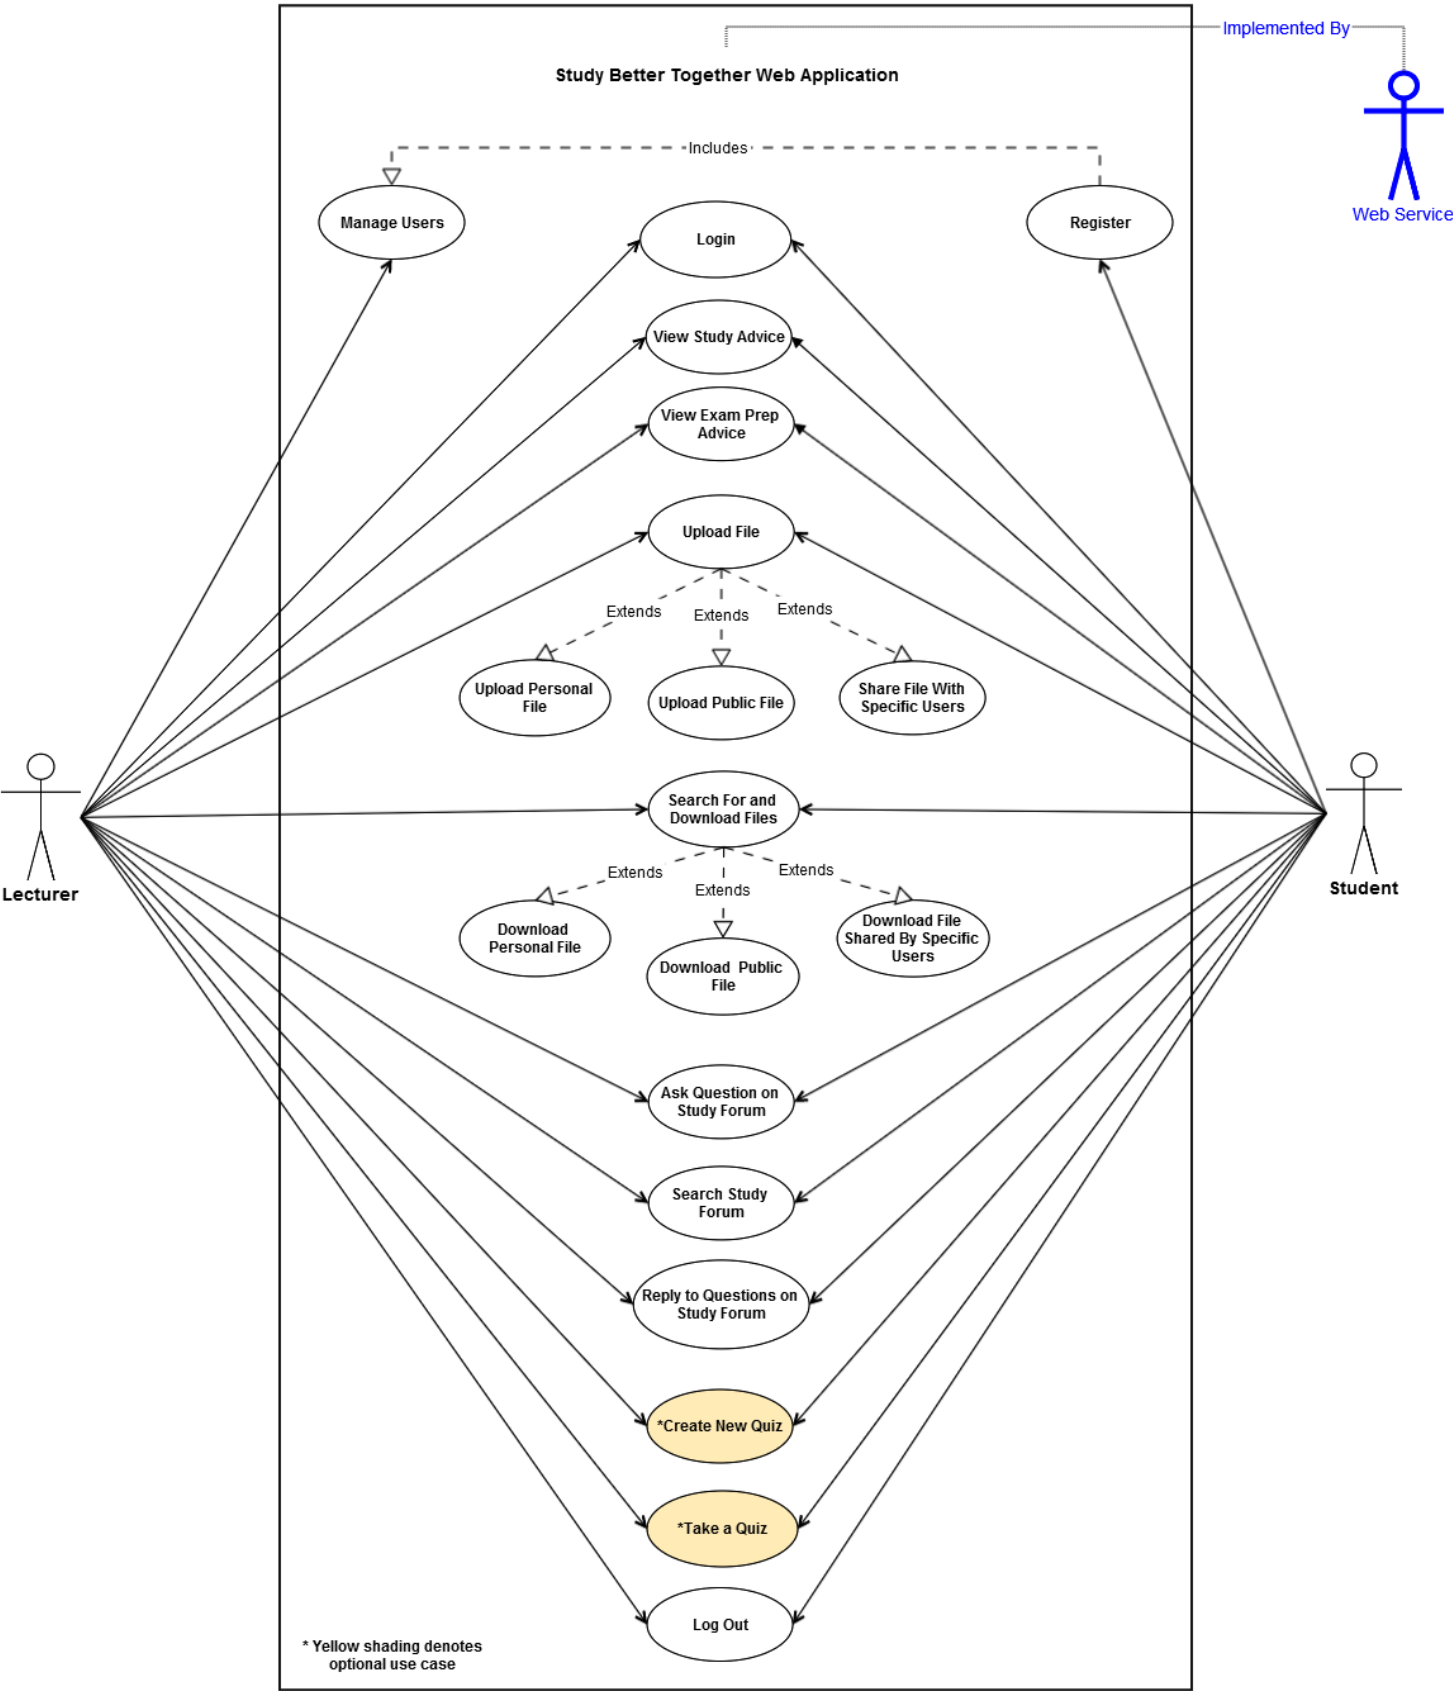 Implemented By
Study Better Together Web Application
Includes
Web Service
Manage Users
Register
Login
View Study Advice
View Exam Prep
Advice
Upload File
Extends
Extends
Extends
Upload Personal
File
Upload Public File
Share File With
Specific Users
Search For and
Download Files
Lecturer
Student
Extends
Extends
Extends
Download
Personal File
Download  Public
File
Download File
Shared By Specific
Users
Ask Question on
Study Forum
Search Study
Forum
Reply to Questions on
Study Forum
*Create New Quiz
*Take a Quiz
Log Out
* Yellow shading denotes
optional use case